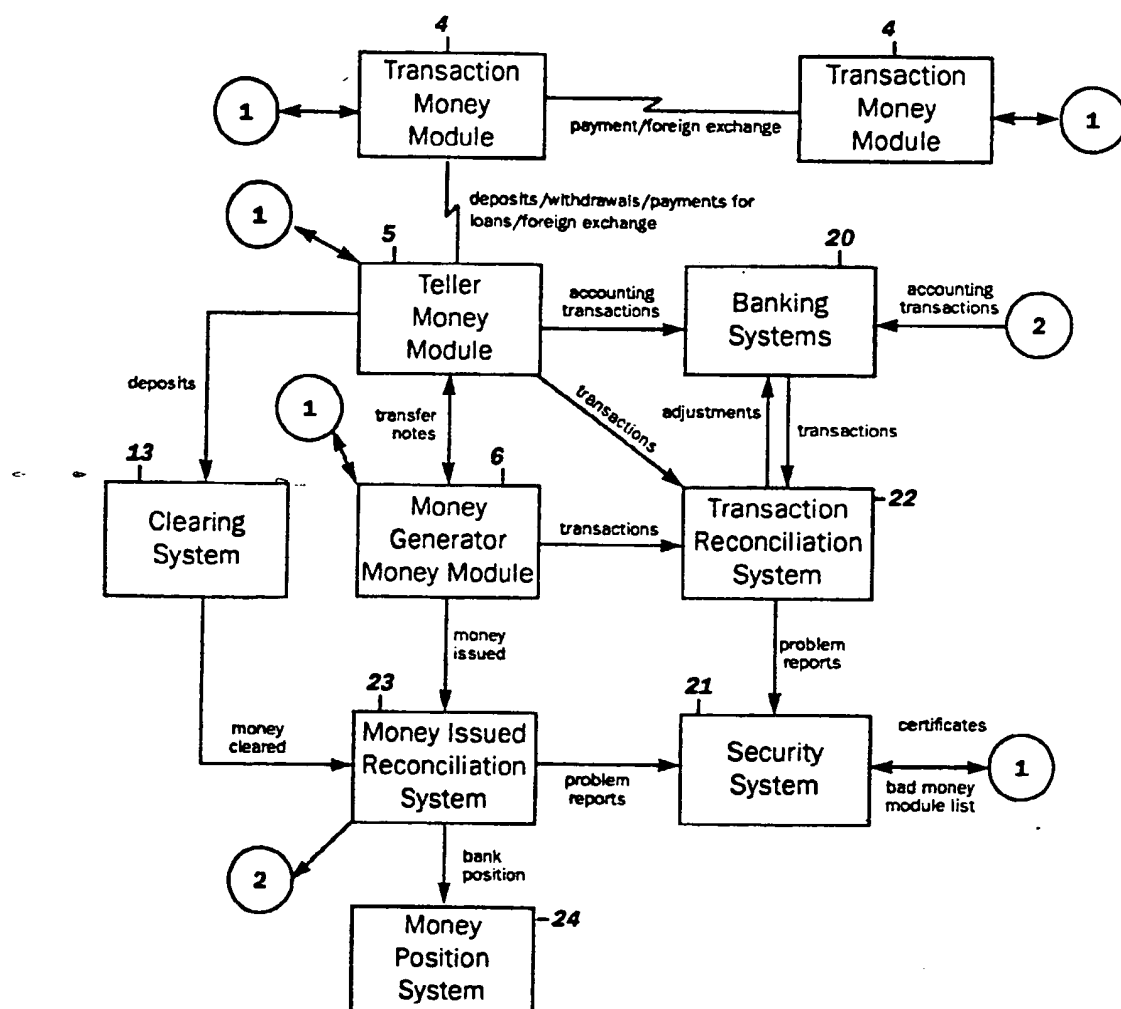 4
4
Transaction
Money
Module
Transaction
Money
Module
1
1
payment/foreign exchange
deposits/withdrawals/payments for
loans/foreign exchange
1
5
20
Teller
Money
Module
accounting
transactions
Banking
Systems
accounting
transactions
2
deposits
1
transfer
notes
transactions
adjustments
transactions
13
6
22
Clearing
System
Money
Generator
Money Module
transactions
Transaction
Reconciliation
System
money
issued
problem
reports
23
21
money
cleared
Money Issued
Reconciliation
System
problem
reports
Security
System
certificates
1
bad money
module list
2
bank
position
24
Money
Position
System